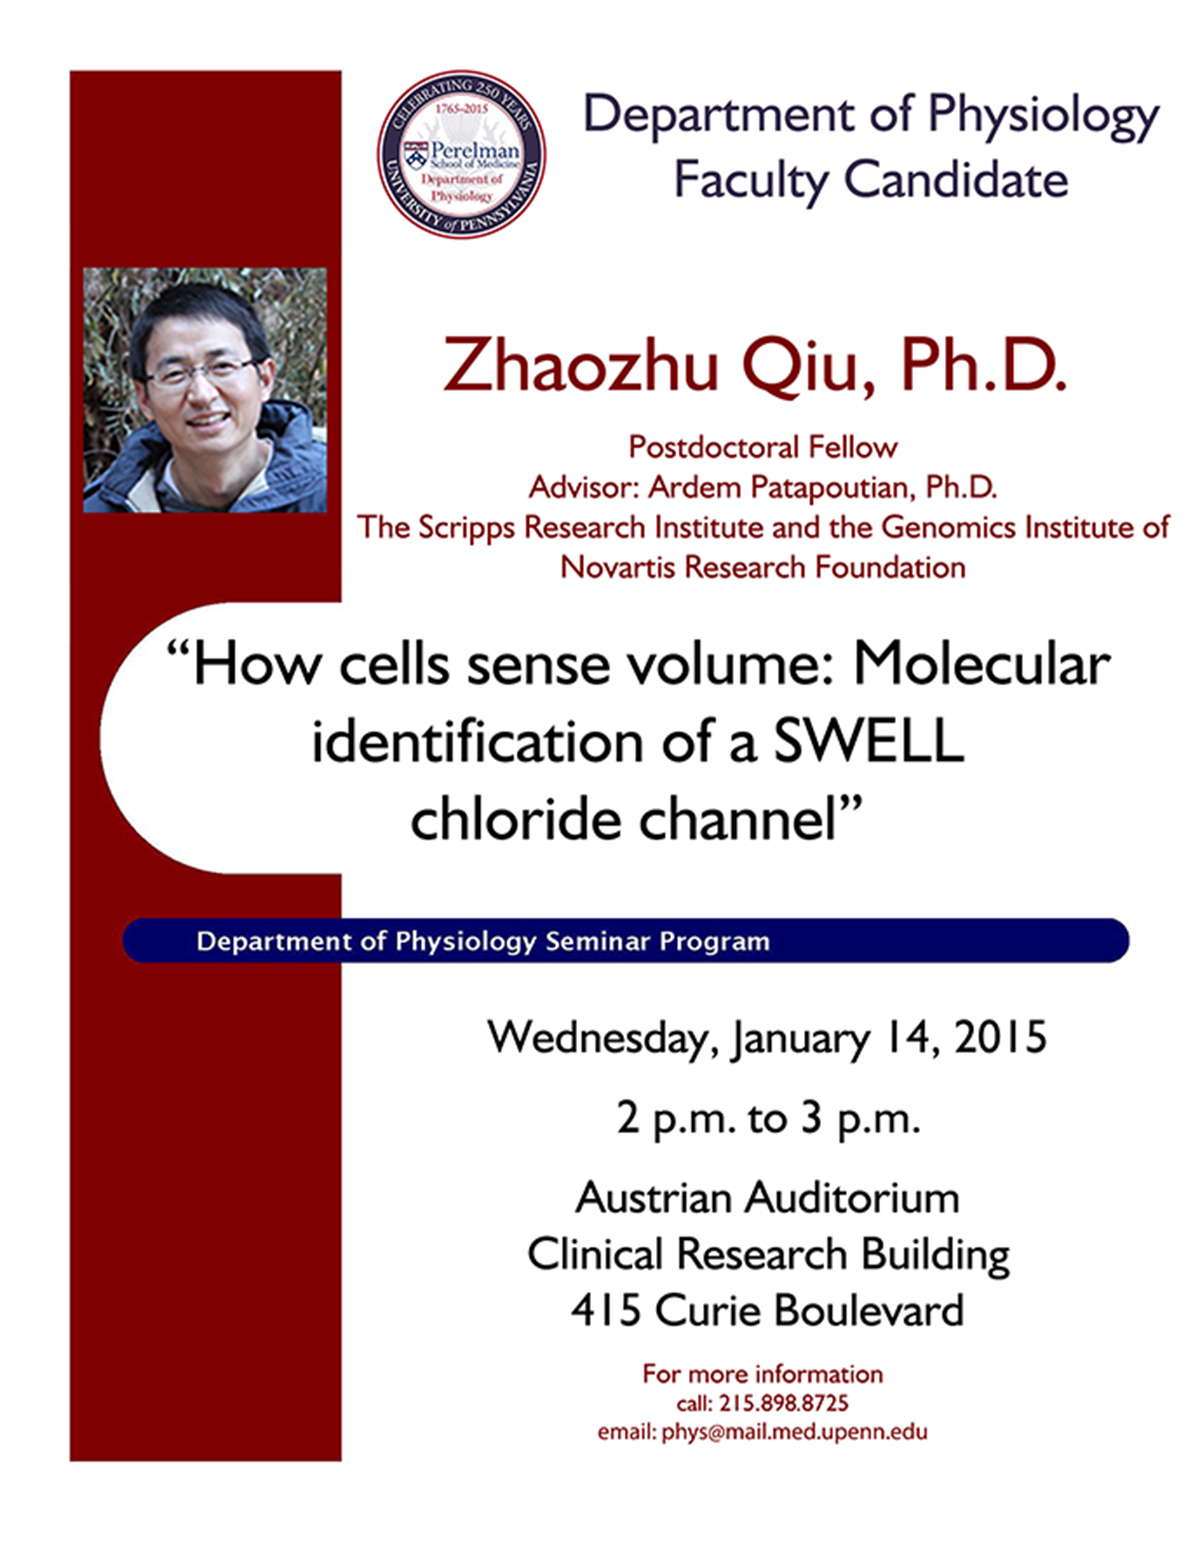 CELEBRATING 250 YEARS
1765–2015
Perelman
School of Medicine
Department of
Physiology
UNIVERSITY of PENNSYLVANIA
Department of Physiology
Faculty Candidate
Zhaozhu Qiu, Ph.D.
Postdoctoral Fellow
Advisor: Ardem Patapoutian, Ph.D.
The Scripps Research Institute and the Genomics Institute of
Novartis Research Foundation
“How cells sense volume: Molecular
identification of a SWELL
chloride channel”
Department of Physiology Seminar Program
Wednesday, January 14, 2015
2 p.m. to 3 p.m.
Austrian Auditorium
Clinical Research Building
415 Curie Boulevard
For more information
call: 215.898.8725
email: phys@mail.med.upenn.edu